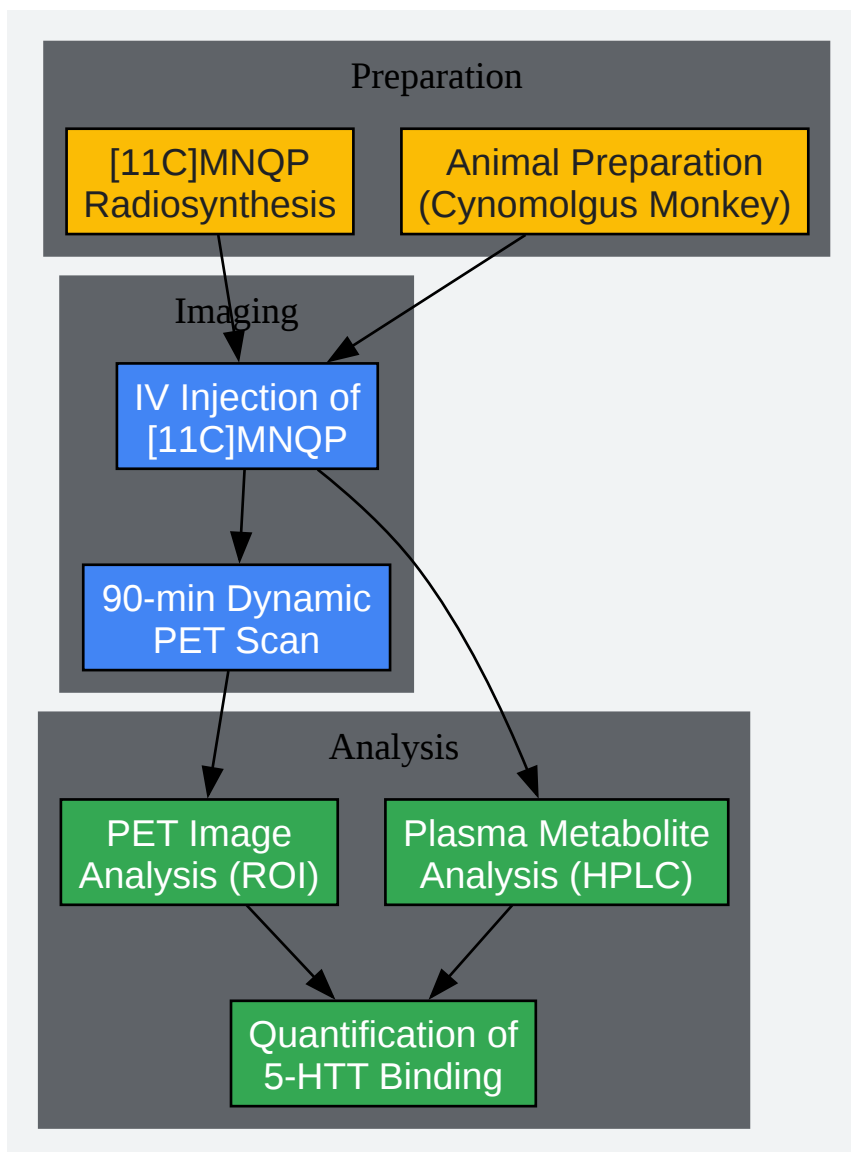 Preparation
[11C]MNQP
Radiosynthesis
Animal Preparation
(Cynomolgus Monkey)
Imaging
IV Injection of
[11C]MNQP
90-min Dynamic
PET Scan
Analysis
PET Image
Analysis (ROI)
Plasma Metabolite
Analysis (HPLC)
Quantification of
5-HTT Binding